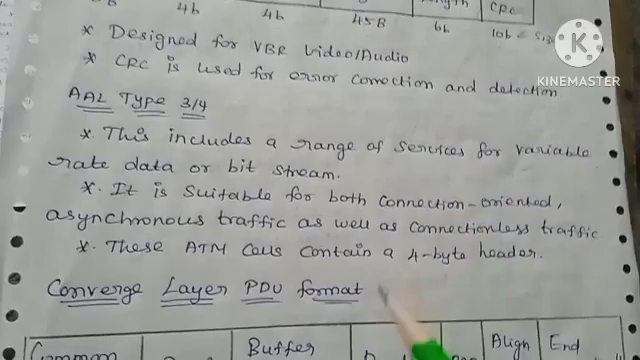 4b 4b 45B 6b CRC
10b
* Designed for VBR Video/Audio
* CRC is used for error correction and detection
KINEMASTER
AAL Type 3/4
* This includes a range of services for variable
rate data or bit stream.
* It is suitable for both connection-oriented,
asynchronous traffic as well as connectionless traffic
* These ATM Cells contain a 4-byte header.
Converge Layer PDU format
Common Buffer Align End